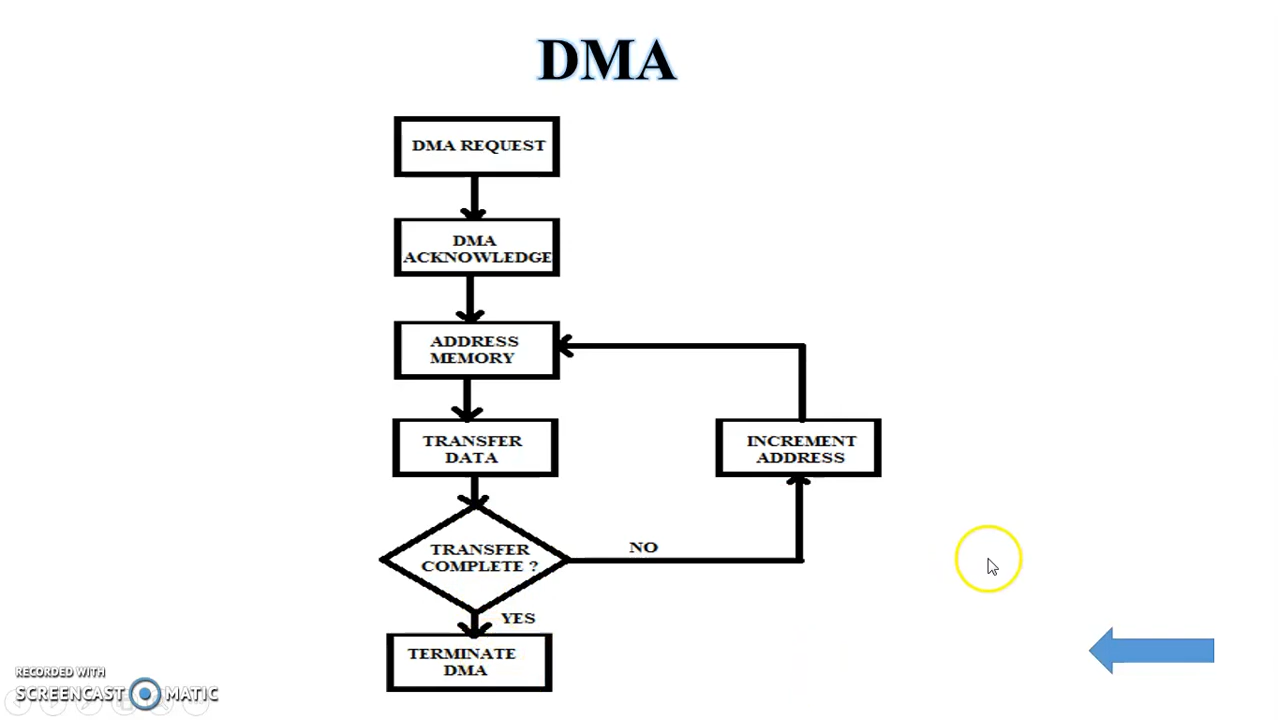 DMA
DMA REQUEST
DMA
ACKNOWLEDGE
ADDRESS
MEMORY
TRANSFER
DATA
INCREMENT
ADDRESS
TRANSFER
COMPLETE ?
NO
YES
TERMINATE
DMA
RECORDED WITH
SCREENCAST MATIC